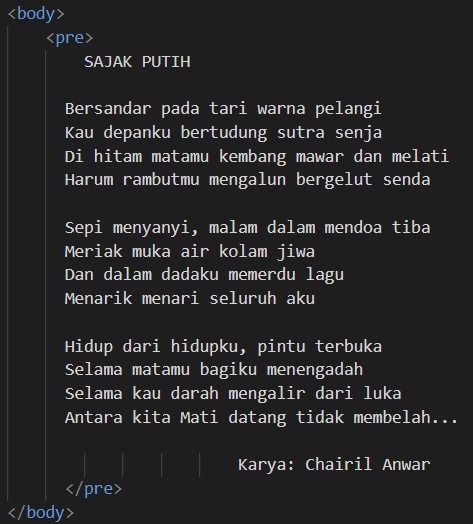 <body>
<pre>
SAJAK PUTIH
Bersandar pada tari warna pelangi
Kau depanku bertudung sutra senja
Di hitam matamu kembang mawar dan melati
Harum rambutmu mengalun bergelut senda
Sepi menyanyi, malam dalam mendoa tiba
Meriak muka air kolam jiwa
Dan dalam dadaku memerdu lagu
Menarik menari seluruh aku
Hidup dari hidupku, pintu terbuka
Selama matamu bagiku menengadah
Selama kau darah mengalir dari luka
Antara kita Mati datang tidak membelah...
Karya: Chairil Anwar
</pre>
</body>